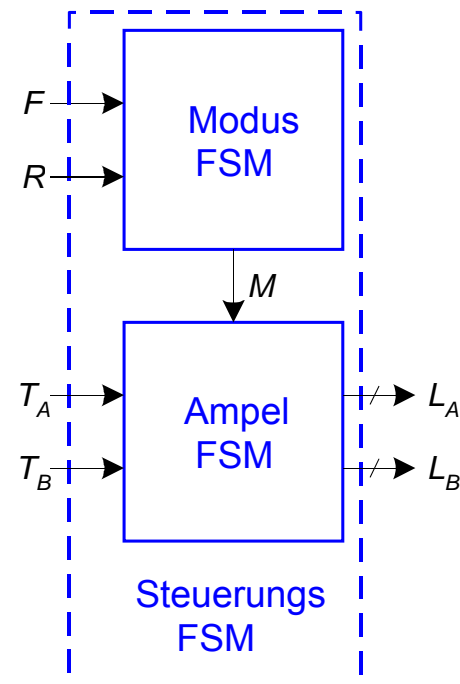 F
Modus
FSM
R
M
T_A
Ampel
FSM
L_A
T_B
L_B
Steuerungs
FSM